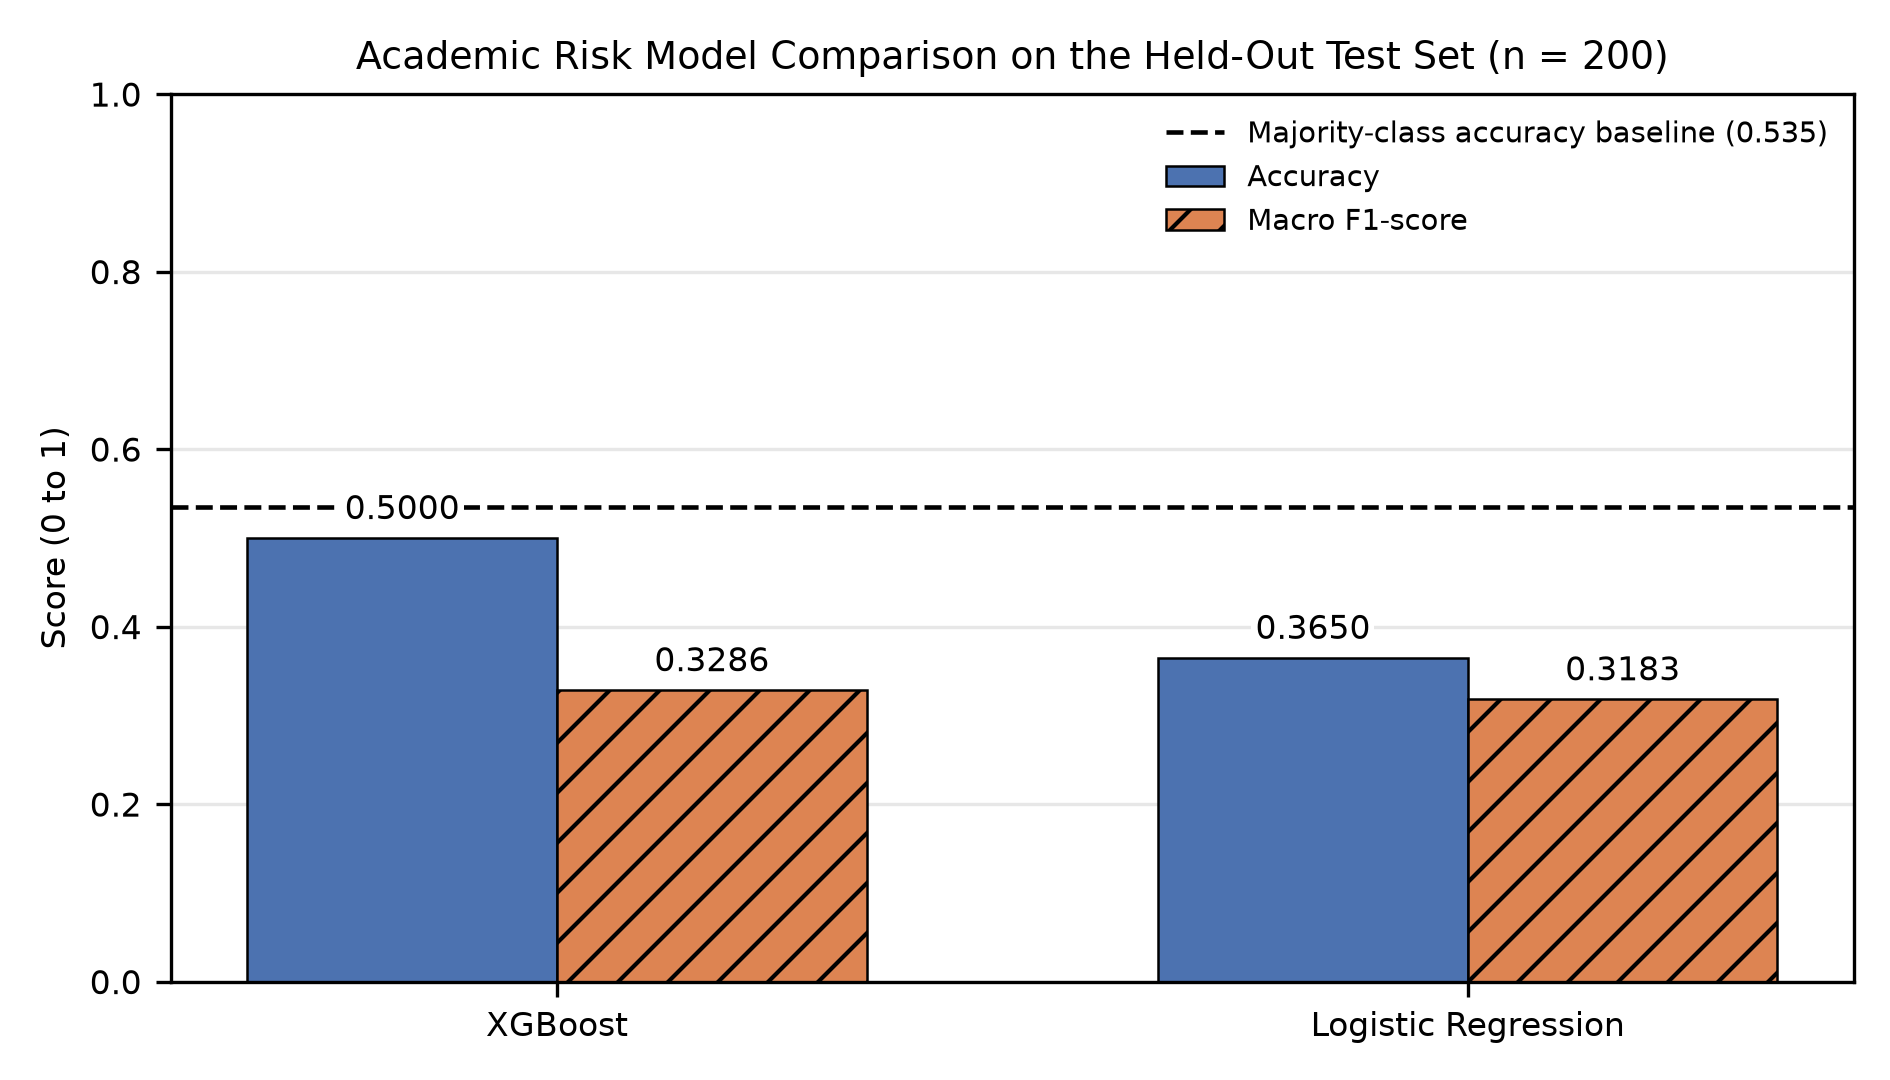 Academic Risk Model Comparison on the Held-Out Test Set (n = 200)
Majority-class accuracy baseline (0.535)
Accuracy
Macro F1-score
Score (0 to 1)
1.0
0.8
0.6
0.4
0.2
0.0
0.5000
0.3286
0.3650
0.3183
XGBoost
Logistic Regression